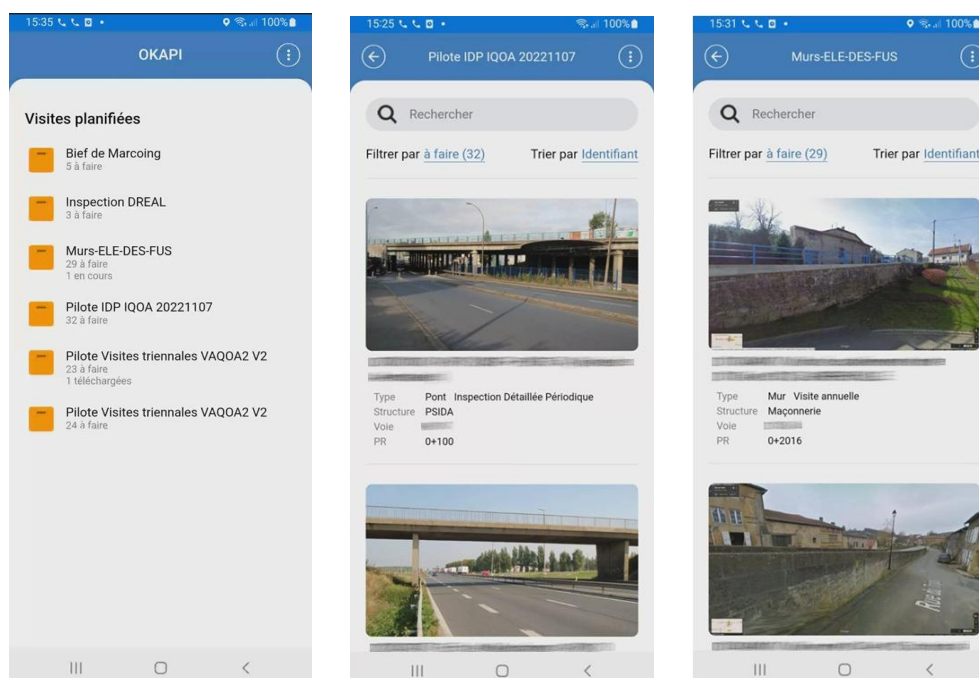 15:35 100%
OKAPI
Visites planifiées
Bief de Marcoing
5 à faire
Inspection DREAL
3 à faire
Murs-ELE-DES-FUS
29 à faire
1 en cours
Pilote IDP IQOA 20221107
32 à faire
Pilote Visites triennales VAQOA2 V2
23 à faire
1 téléchargées
Pilote Visites triennales VAQOA2 V2
24 à faire
15:25 100%
Pilote IDP IQOA 20221107
Rechercher
Filtrer par à faire (32) Trier par Identifiant
Type Pont Inspection Détaillée Périodique
Structure PSIDA
Voie
PR 0+100
15:31 100%
Murs-ELE-DES-FUS
Rechercher
Filtrer par à faire (29) Trier par Identifiant
Type Mur Visite annuelle
Structure Maçonnerie
Voie
PR 0+2016